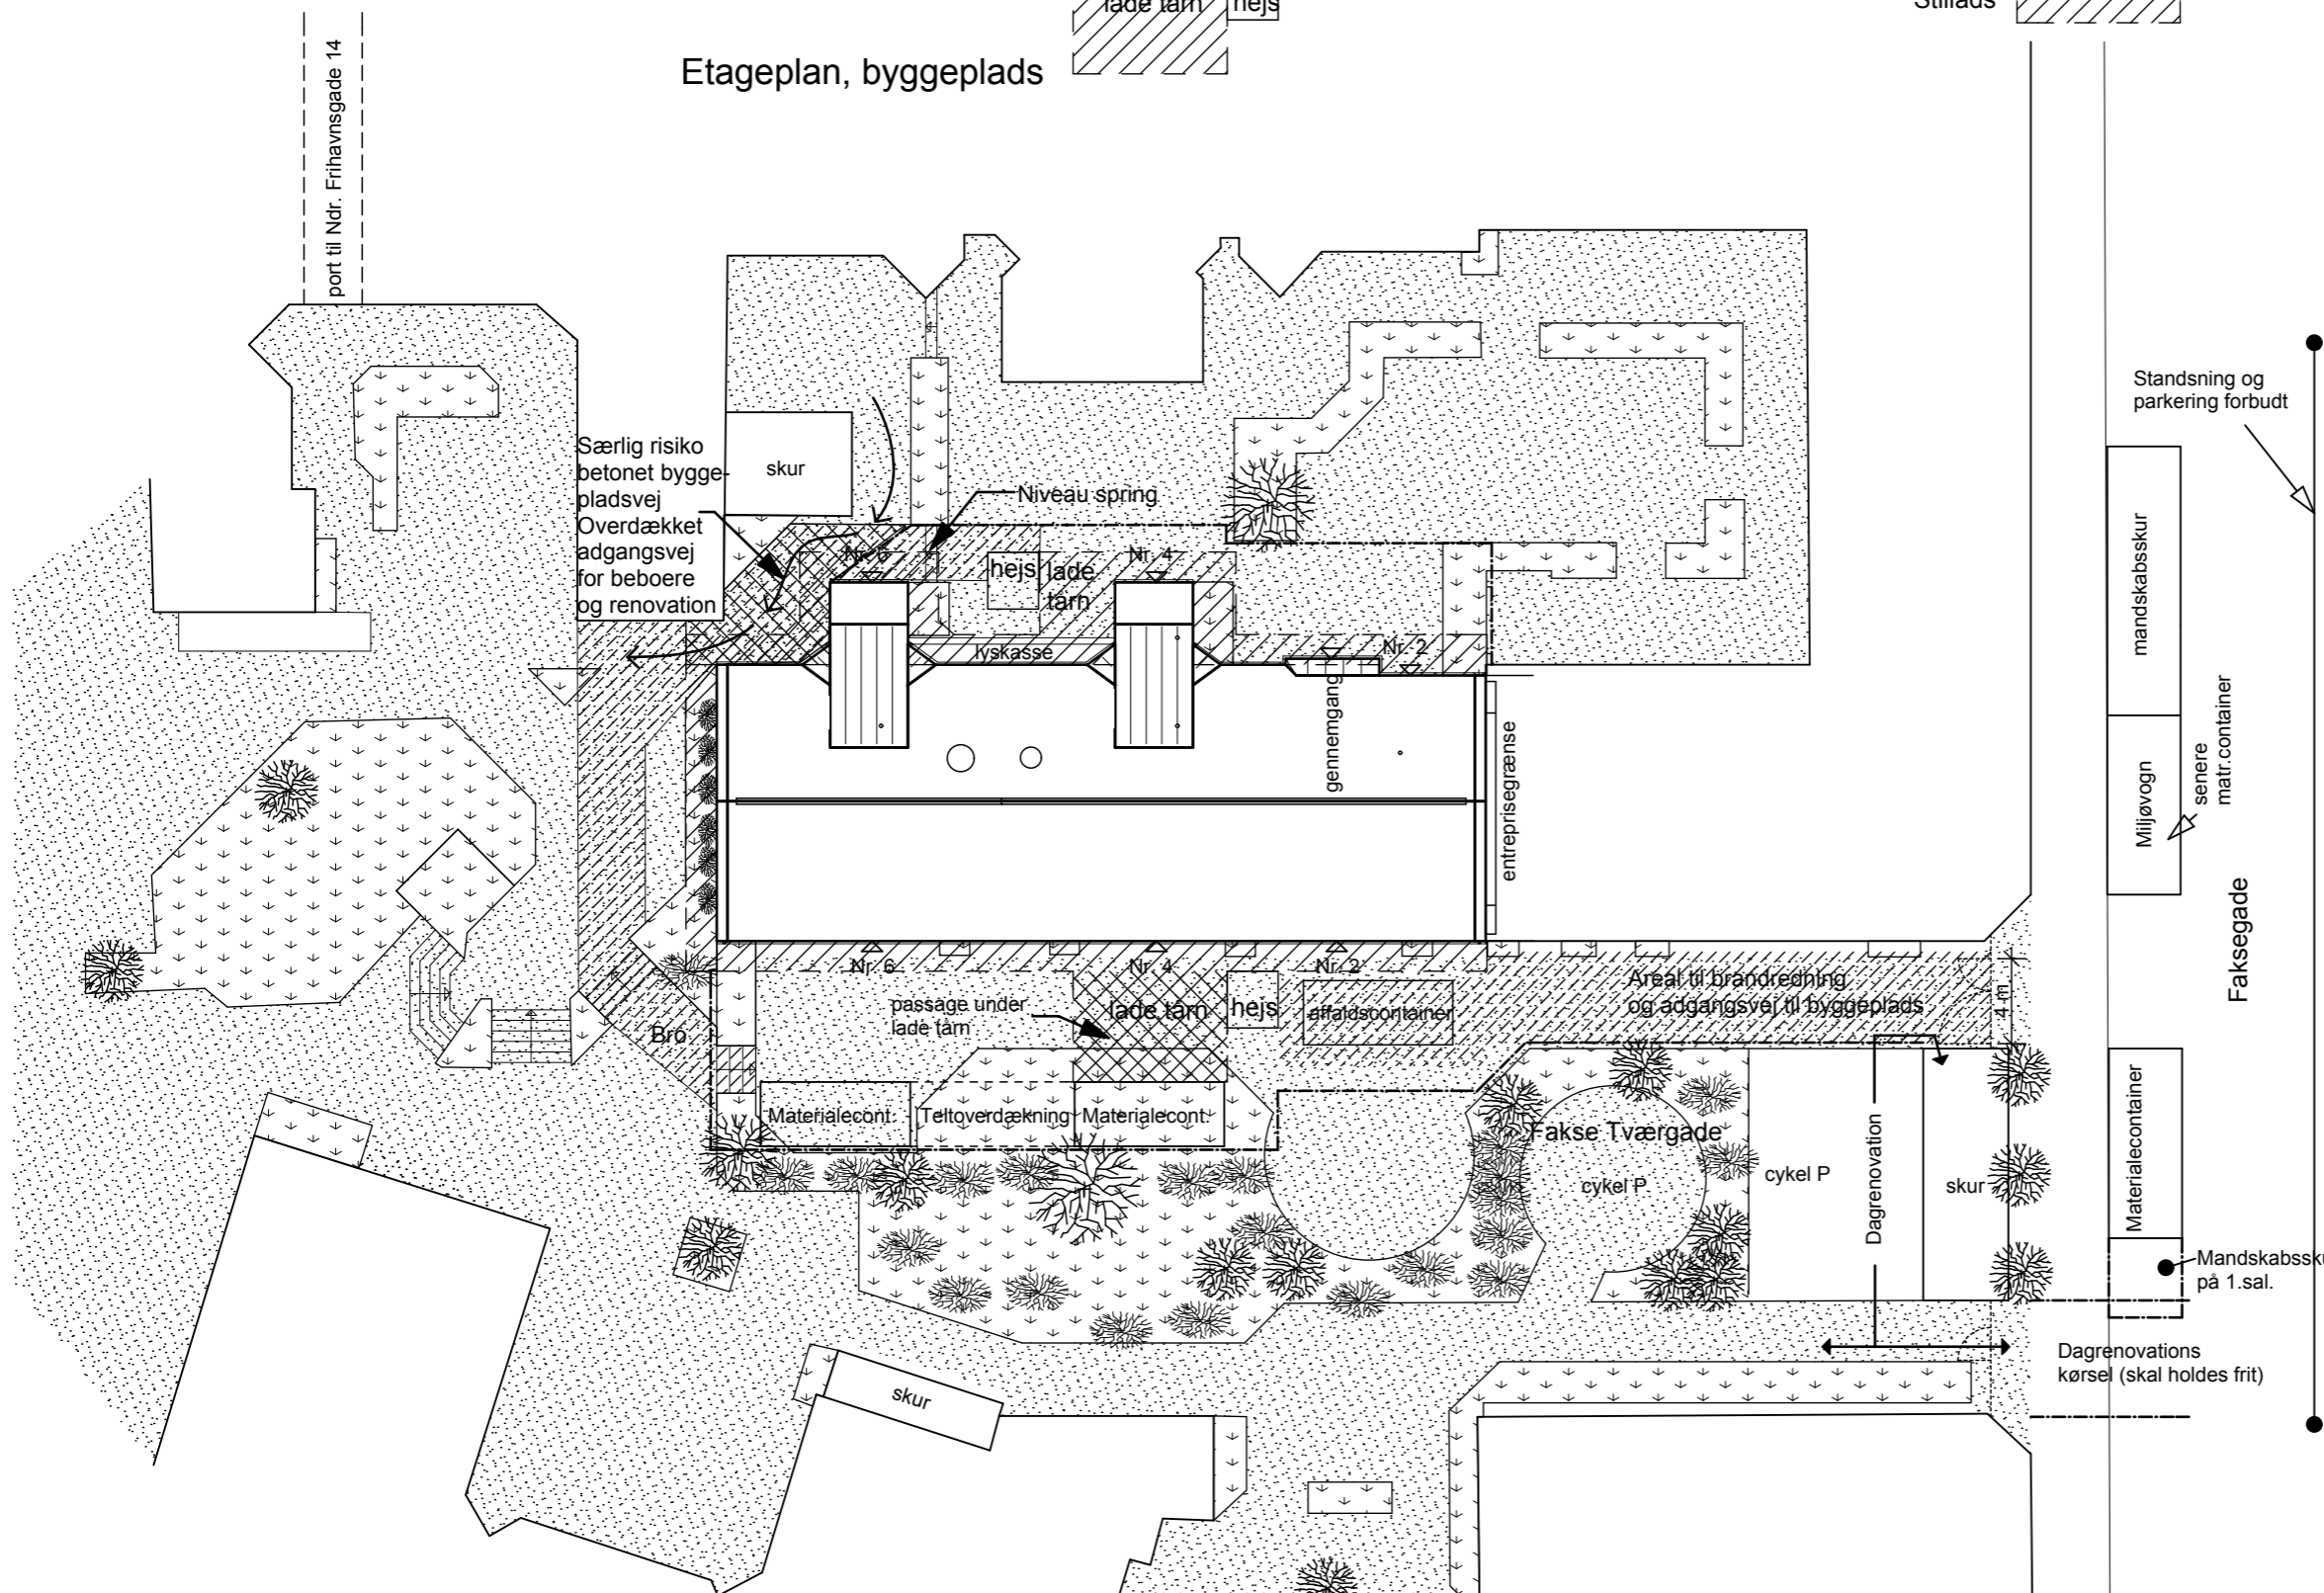 lade tårn
hejs
Stillads
Etageplan, byggeplads
port til Ndr. Frihavnsgade 14
Standsning og
parkering forbudt
Særlig risiko
betonet bygge-
pladsvej
Overdækket
adgangsvej
for beboere
og renovation
skur
Niveau spring
Nr. 6
hejs
lade
tårn
Nr. 4
lyskasse
Nr. 2
gennemgang
entreprisegrænse
mandskabsskur
Miljøvogn
senere
matr.container
Faksegade
Nr. 6
Nr. 4
Nr. 2
passage under
lade tårn
lade tårn
hejs
affaldscontainer
Areal til brandredning
og adgangsvej til byggeplads
4 m
Bro
Materialecont.
Teltoverdækning
Materialecont.
Fakse Tværgade
cykel P
cykel P
Dagrenovation
skur
Materialecontainer
Mandskabssku
på 1.sal.
Dagrenovations
kørsel (skal holdes frit)
skur